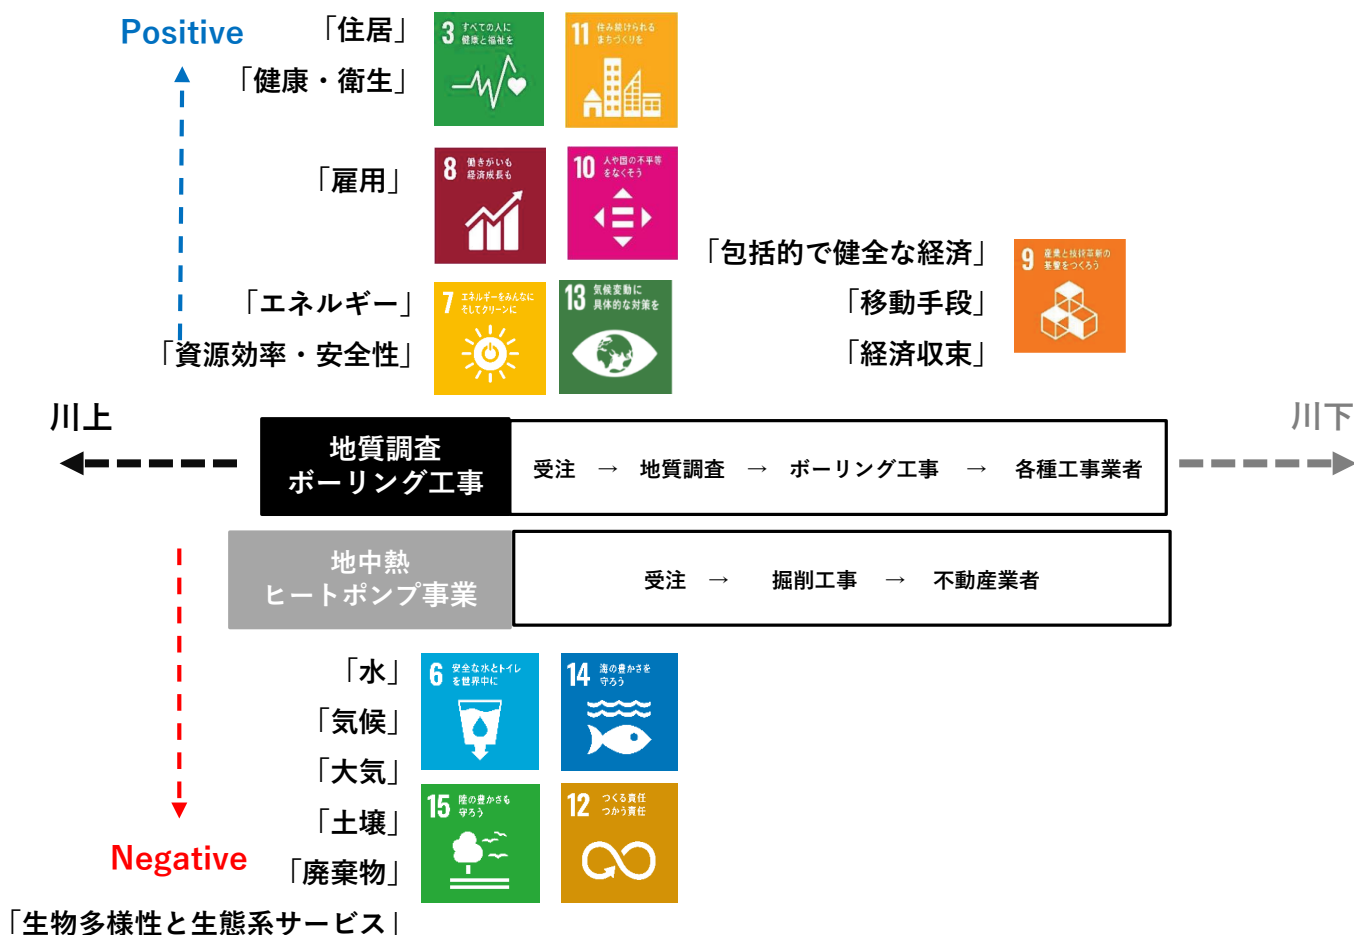 Positive
「住居」
「健康・衛生」
3 すべての人に
健康と福祉を
11 住み続けられる
まちづくりを
「雇用」
8 働きがいも
経済成長も
10 人や国の不平等
をなくそう
「エネルギー」
「資源効率・安全性」
7 エネルギーをみんなに
そしてクリーンに
13 気候変動に
具体的な対策を
「包括的で健全な経済」
「移動手段」
「経済収束」
9 産業と技術革新の
基盤をつくろう
川上
川下
地質調査
ボーリング工事
受注 → 地質調査 → ボーリング工事 → 各種工事業者
地中熱
ヒートポンプ事業
受注 → 掘削工事 → 不動産業者
Negative
「水」
「気候」
「大気」
「土壌」
「廃棄物」
「生物多様性と生態系サービス」
6 安全な水とトイレ
を世界中に
14 海の豊かさを
守ろう
15 陸の豊かさも
守ろう
12 つくる責任
つかう責任